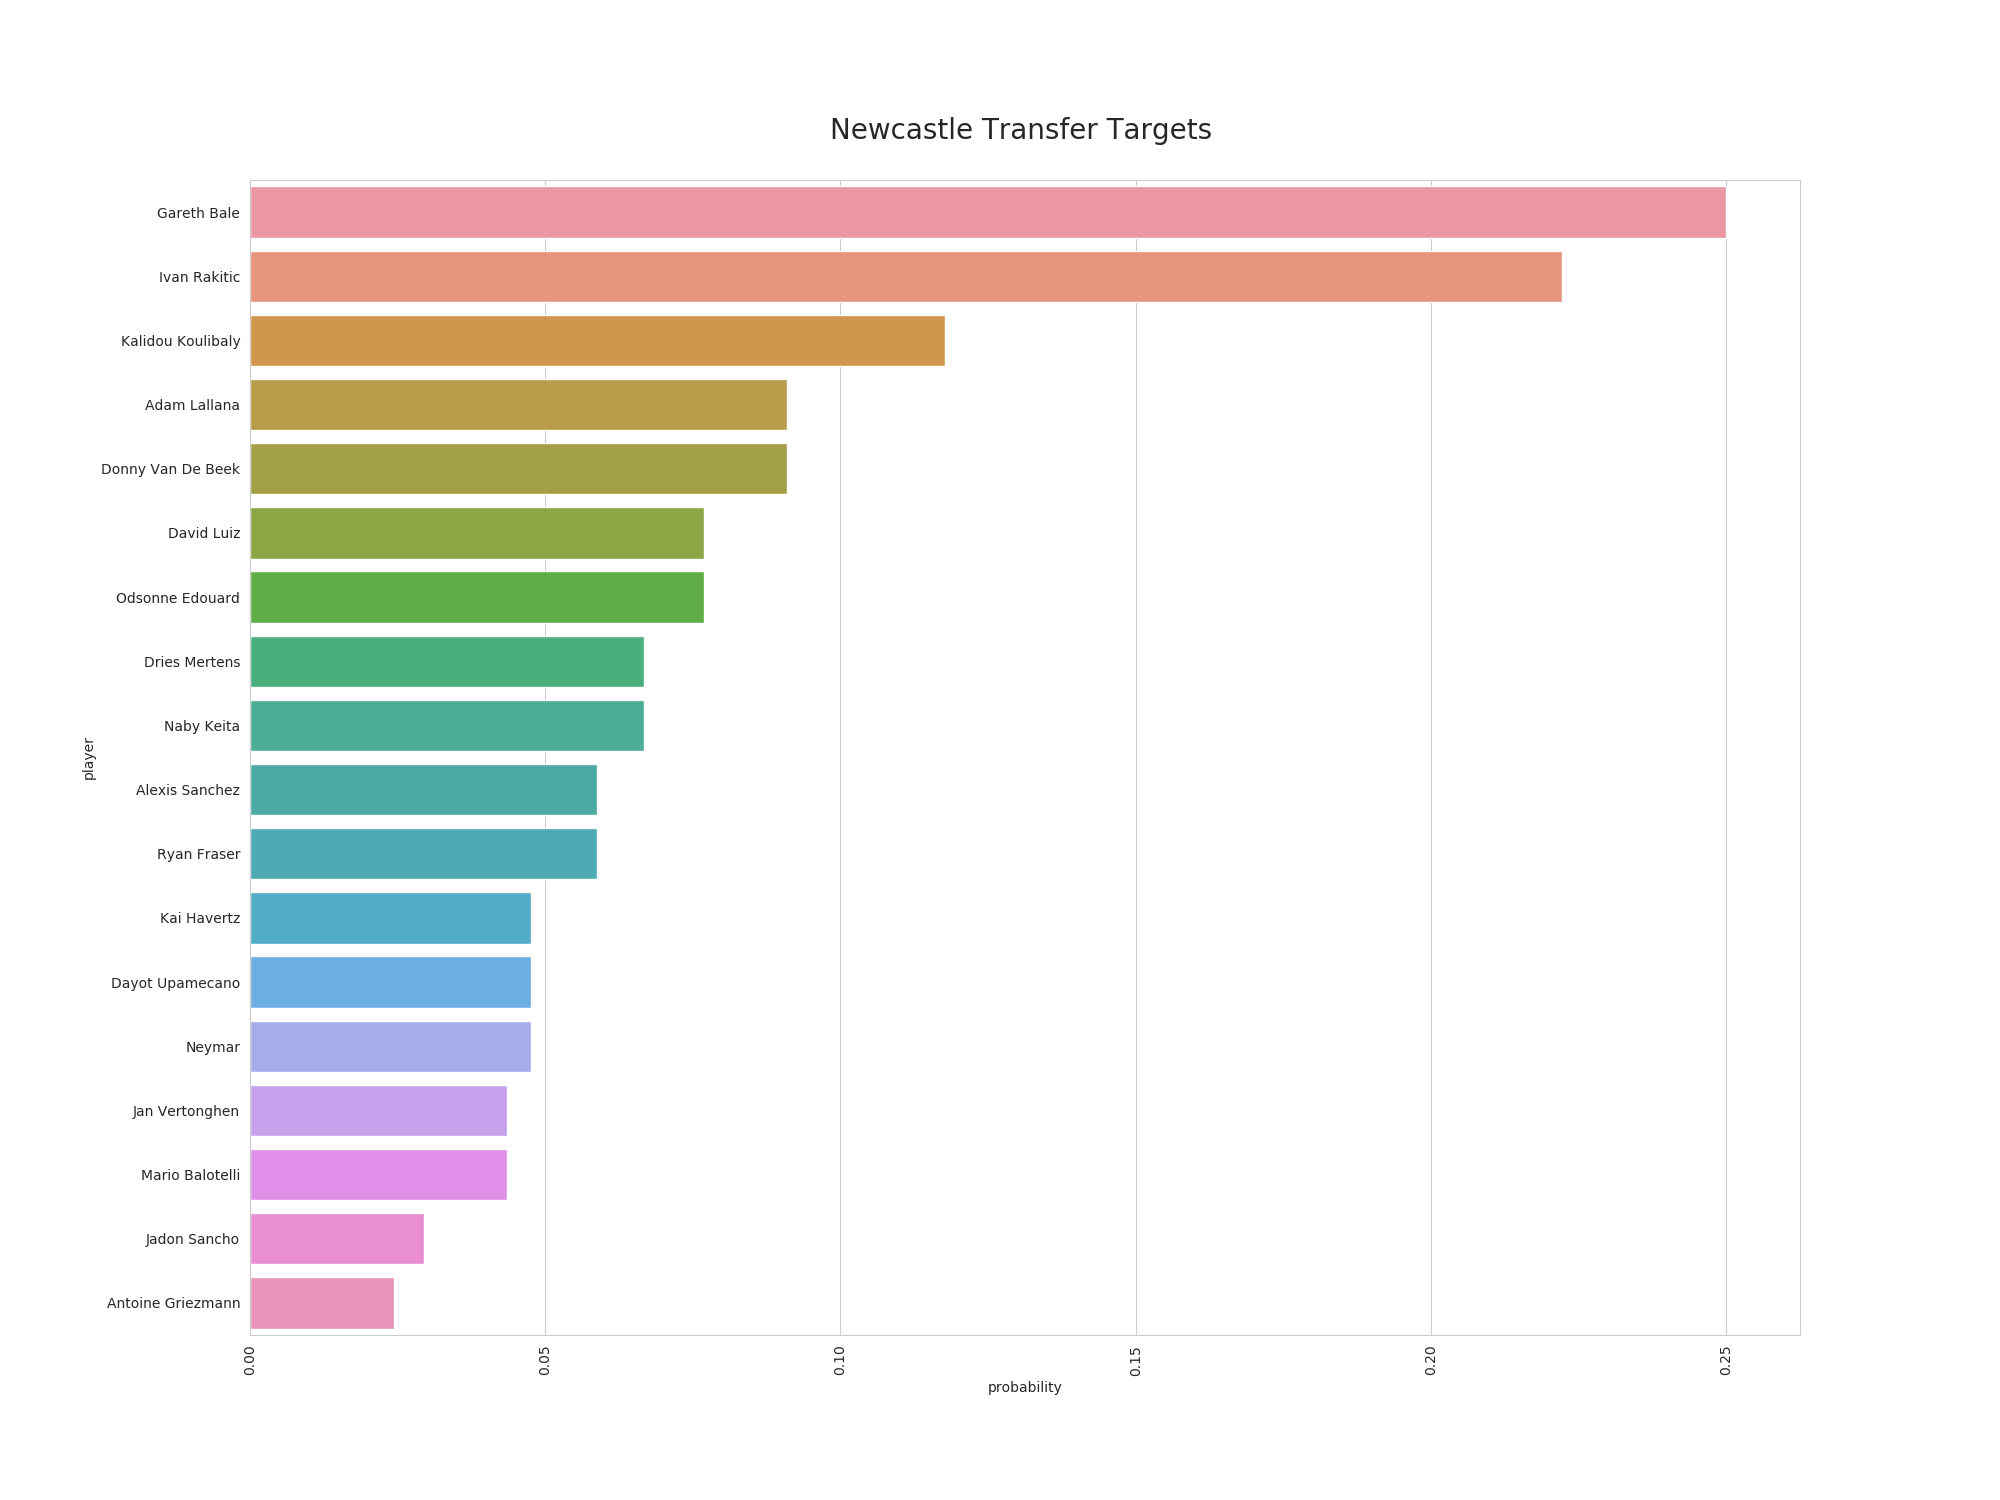 Newcastle Transfer Targets
Gareth Bale
Ivan Rakitic
Kalidou Koulibaly
Adam Lallana
Donny Van De Beek
David Luiz
Odsonne Edouard
Dries Mertens
Naby Keita
Alexis Sanchez
Ryan Fraser
Kai Havertz
Dayot Upamecano
Neymar
Jan Vertonghen
Mario Balotelli
Jadon Sancho
Antoine Griezmann
player
0.00 0.05 0.10 0.15 0.20 0.25
probability